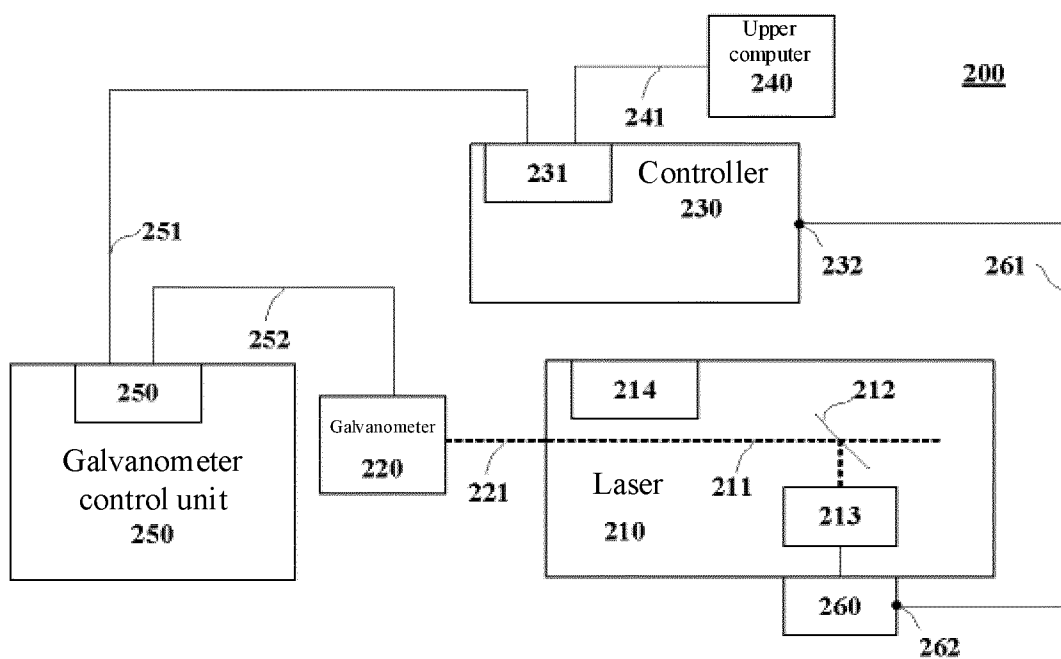 Upper
computer
240
200
241
231
Controller
230
251
232
261
252
250
Galvanometer
control unit
250
Galvanometer
220
221
214
212
211
Laser
210
213
260
262